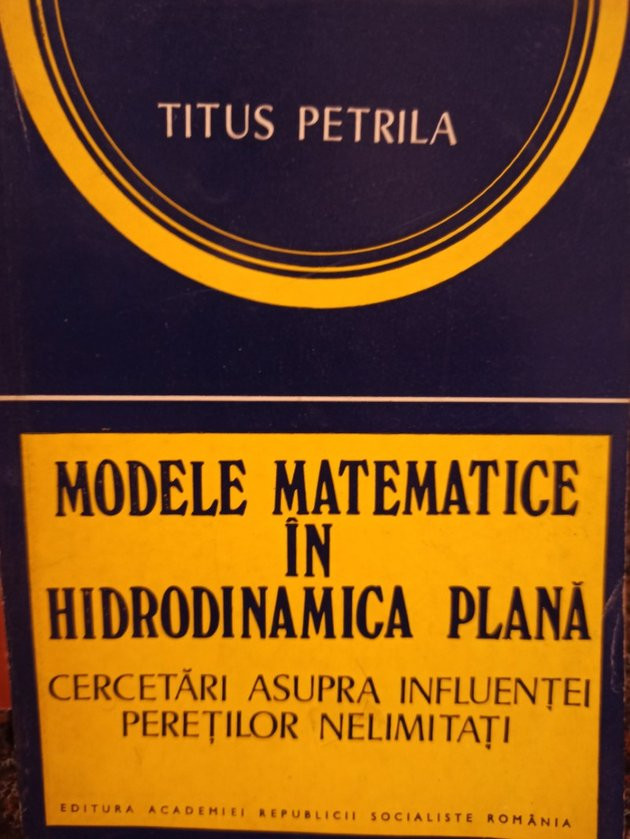 TITUS PETRILA
MODELE MATEMATICE
ÎN
HIDRODINAMICA PLANĂ
CERCETĂRI ASUPRA INFLUENȚEI
PEREȚILOR NELIMITAȚI
EDITURA ACADEMIEI REPUBLICII SOCIALISTE ROMÂNIA